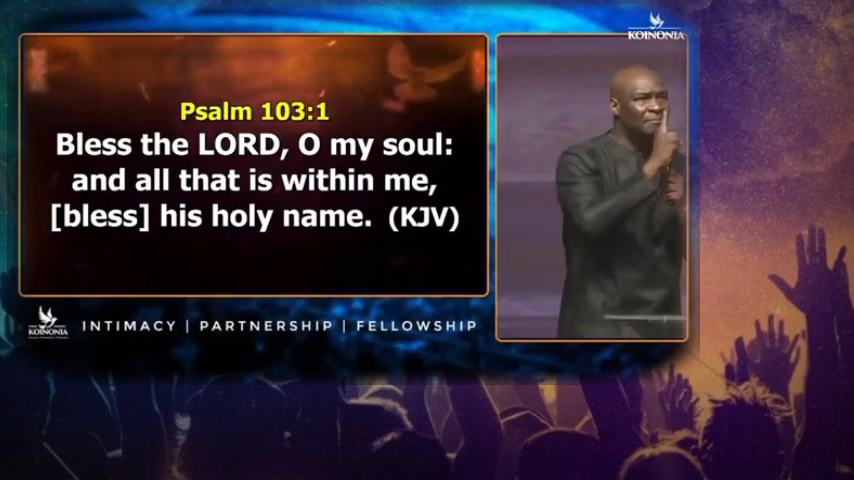 KOINONIA
Psalm 103:1
Bless the LORD, O my soul:
and all that is within me,
[bless] his holy name. (KJV)
KOINONIA
INTIMACY | PARTNERSHIP | FELLOWSHIP